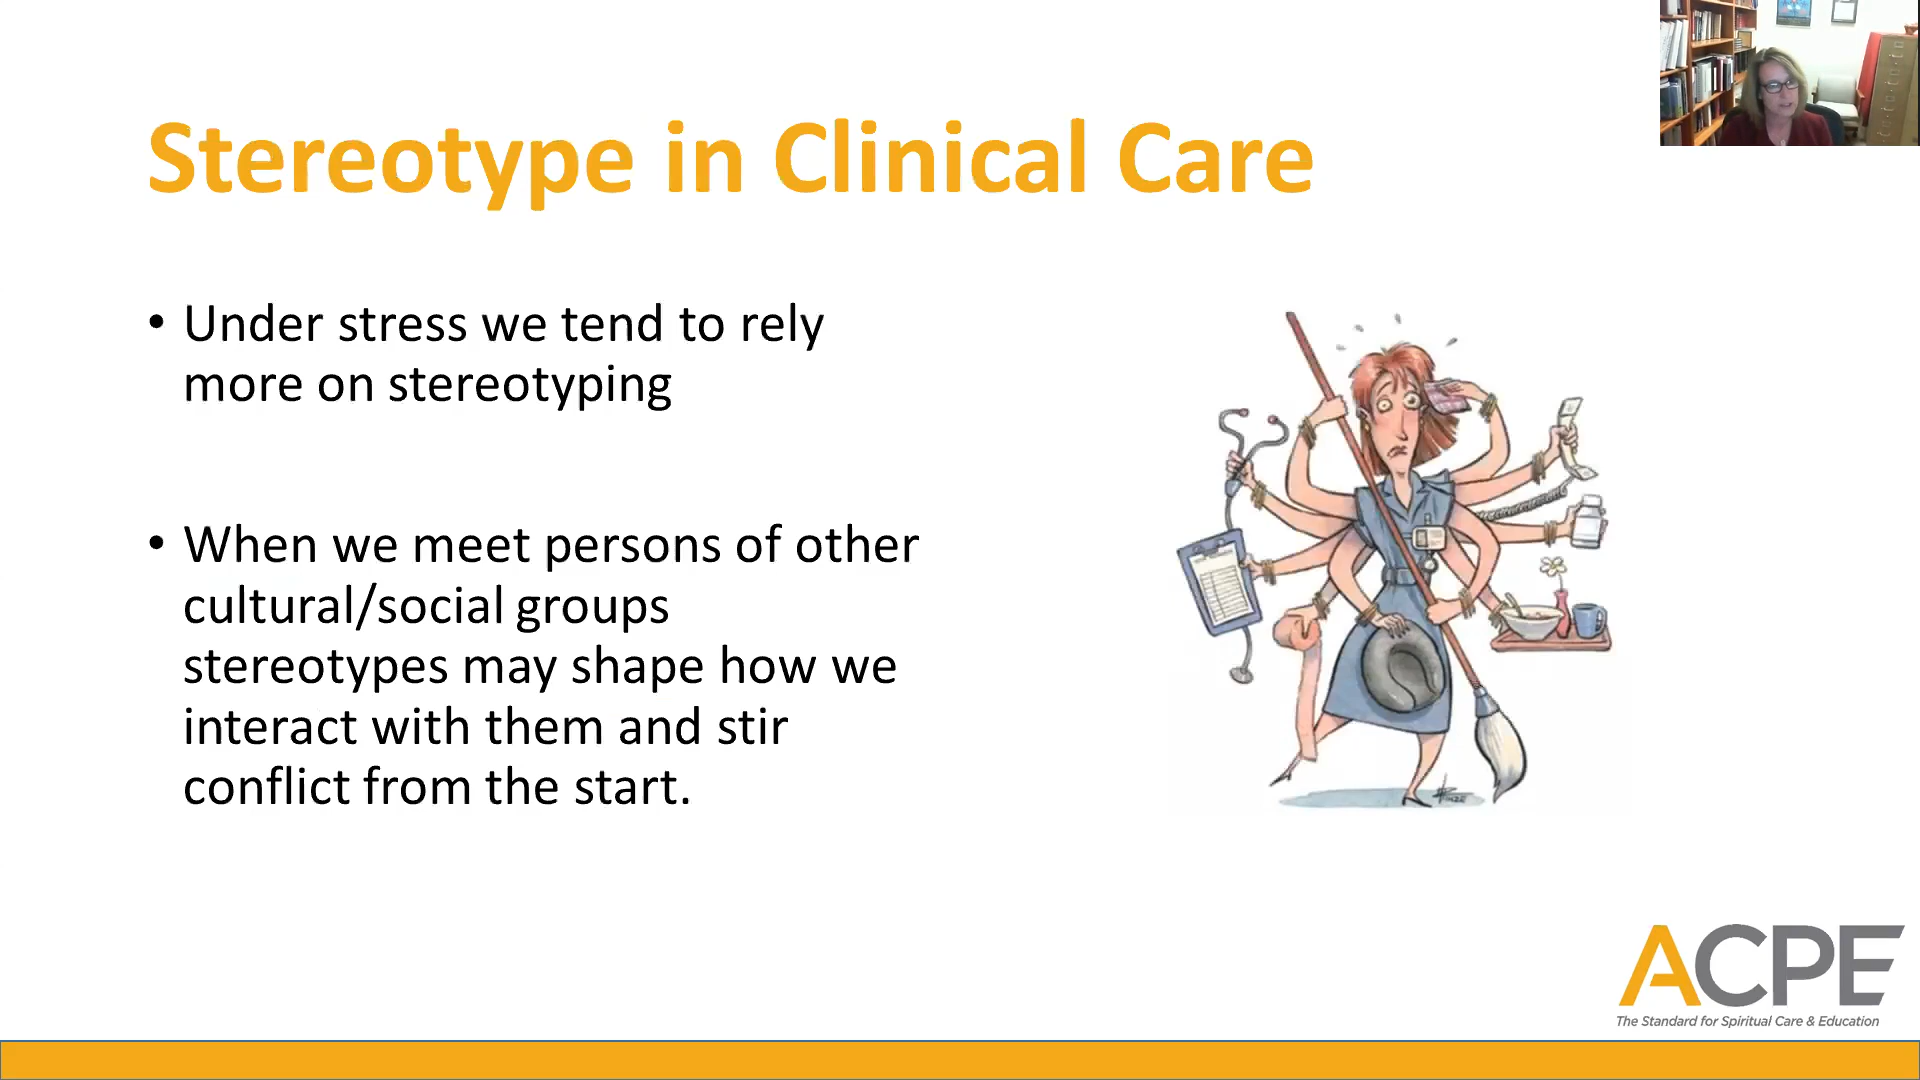 Stereotype in Clinical Care
• Under stress we tend to rely
more on stereotyping
• When we meet persons of other
cultural/social groups
stereotypes may shape how we
interact with them and stir
conflict from the start.
ACPE
The Standard for Spiritual Care & Education